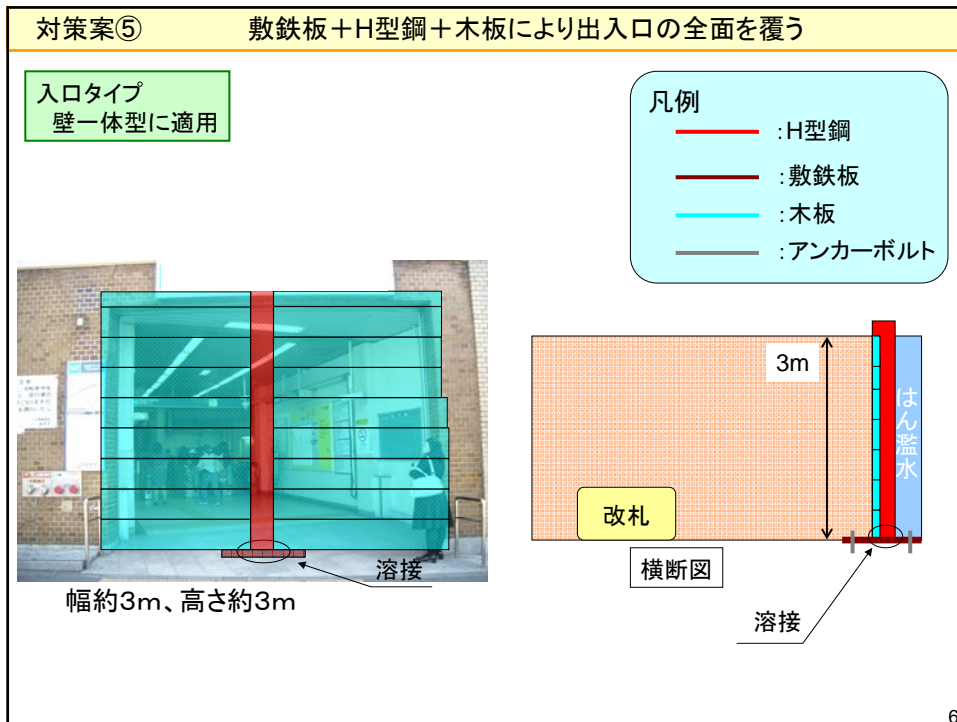 対策案⑤ 敷鉄板+H型鋼+木板により出入口の全面を覆う
入口タイプ
壁一体型に適用
凡例
:H型鋼
:敷鉄板
:木板
:アンカーボルト
溶接
幅約3m、高さ約3m
3m
はん濫水
改札
横断図
溶接
6